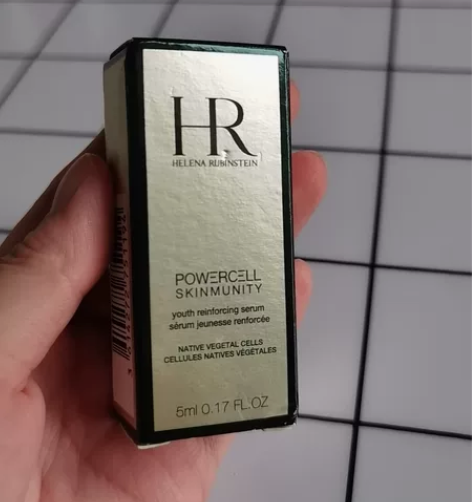 HR
HELENA RUBINSTEIN
POWERCELL
SKINMUNITY
youth reinforcing serum
sérum jeunesse renforcée
NATIVE VEGETAL CELLS
CELLULES NATIVES VÉGÉTALES
5ml 0.17 FL.OZ